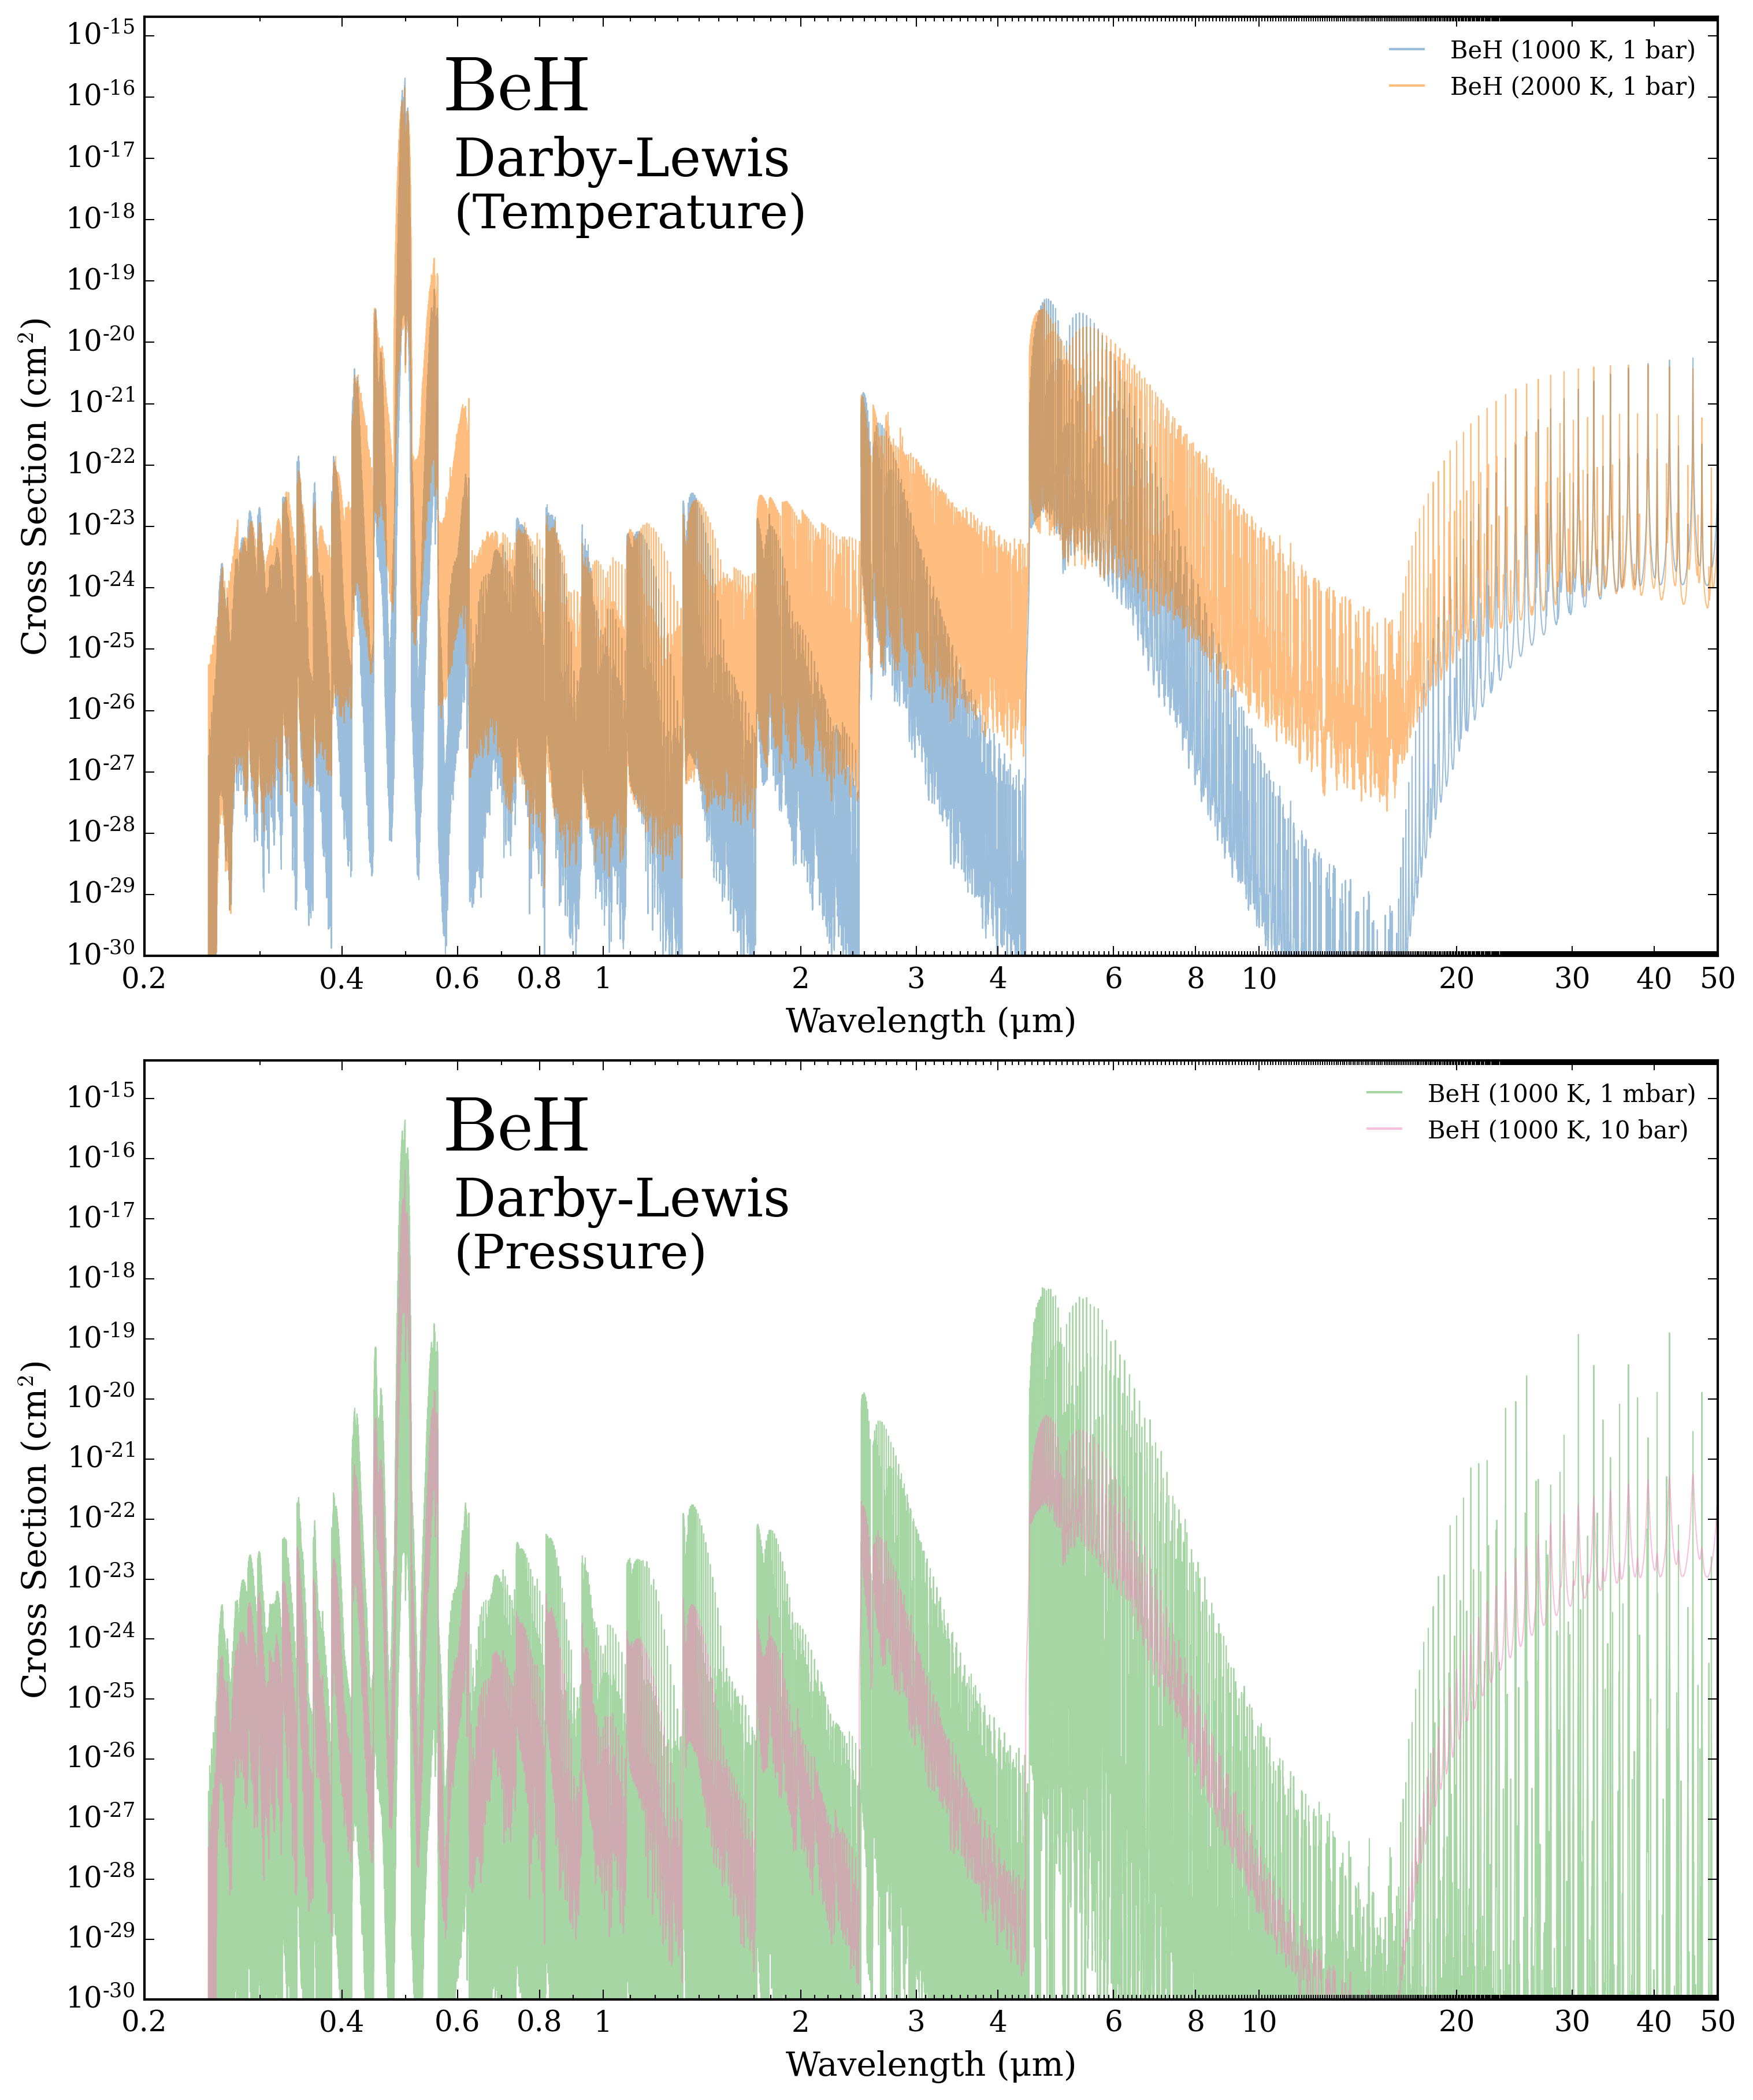 BeH
Darby-Lewis
(Temperature)
BeH (1000 K, 1 bar)
BeH (2000 K, 1 bar)
Cross Section (cm²)
10⁻¹⁵
10⁻¹⁶
10⁻¹⁷
10⁻¹⁸
10⁻¹⁹
10⁻²⁰
10⁻²¹
10⁻²²
10⁻²³
10⁻²⁴
10⁻²⁵
10⁻²⁶
10⁻²⁷
10⁻²⁸
10⁻²⁹
10⁻³⁰
0.2 0.4 0.6 0.8 1 2 3 4 6 8 10 20 30 40 50
Wavelength (μm)
BeH
Darby-Lewis
(Pressure)
BeH (1000 K, 1 mbar)
BeH (1000 K, 10 bar)
Cross Section (cm²)
10⁻¹⁵
10⁻¹⁶
10⁻¹⁷
10⁻¹⁸
10⁻¹⁹
10⁻²⁰
10⁻²¹
10⁻²²
10⁻²³
10⁻²⁴
10⁻²⁵
10⁻²⁶
10⁻²⁷
10⁻²⁸
10⁻²⁹
10⁻³⁰
0.2 0.4 0.6 0.8 1 2 3 4 6 8 10 20 30 40 50
Wavelength (μm)